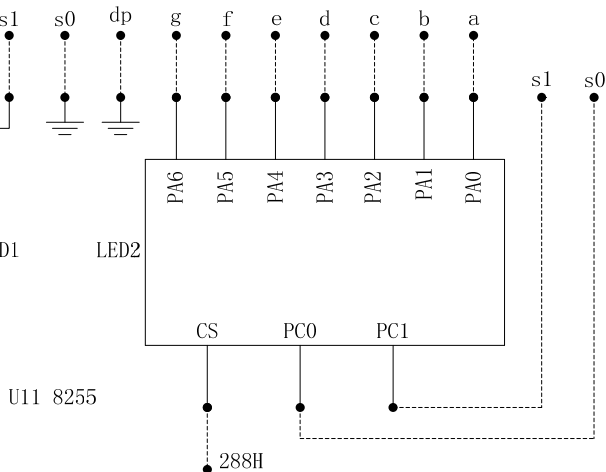 s1 s0 dp g f e d c b a
s1 s0
PA6 PA5 PA4 PA3 PA2 PA1 PA0
D1 LED2
CS PC0 PC1
U11 8255
288H